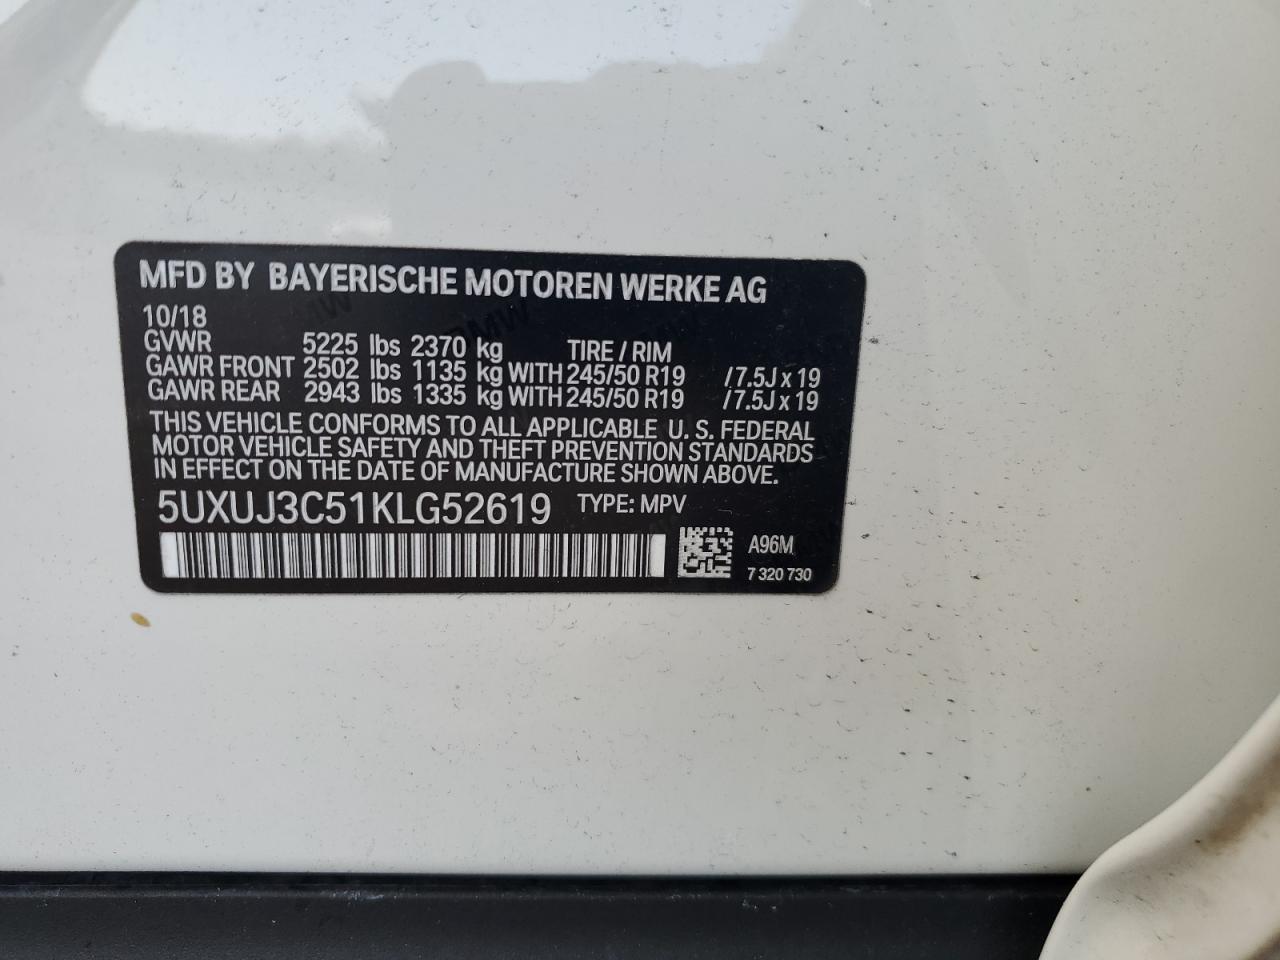 MFD BY BAYERISCHE MOTOREN WERKE AG
10/18
GVWR 5225 lbs 2370 kg TIRE / RIM
GAWR FRONT 2502 lbs 1135 kg WITH 245/50 R19 / 7.5J x 19
GAWR REAR 2943 lbs 1335 kg WITH 245/50 R19 / 7.5J x 19
THIS VEHICLE CONFORMS TO ALL APPLICABLE U. S. FEDERAL
MOTOR VEHICLE SAFETY AND THEFT PREVENTION STANDARDS
IN EFFECT ON THE DATE OF MANUFACTURE SHOWN ABOVE.
5UXUJ3C51KLG52619 TYPE: MPV
A96M
7 320 730